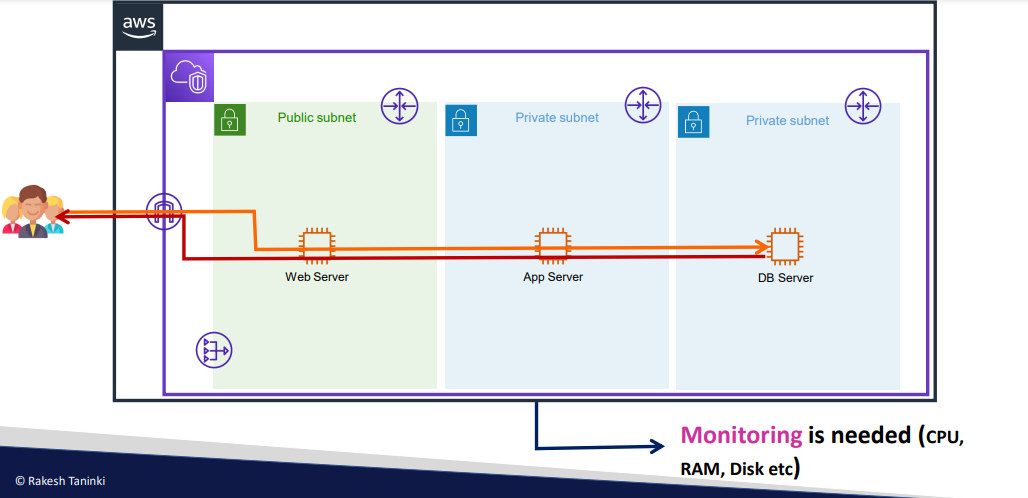 aws
Public subnet
Private subnet
Private subnet
Web Server
App Server
DB Server
Monitoring is needed (CPU,
RAM, Disk etc)
© Rakesh Taninki